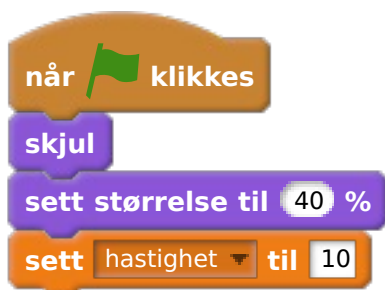 når klikkes
skjul
sett størrelse til 40 %
sett hastighet til 10